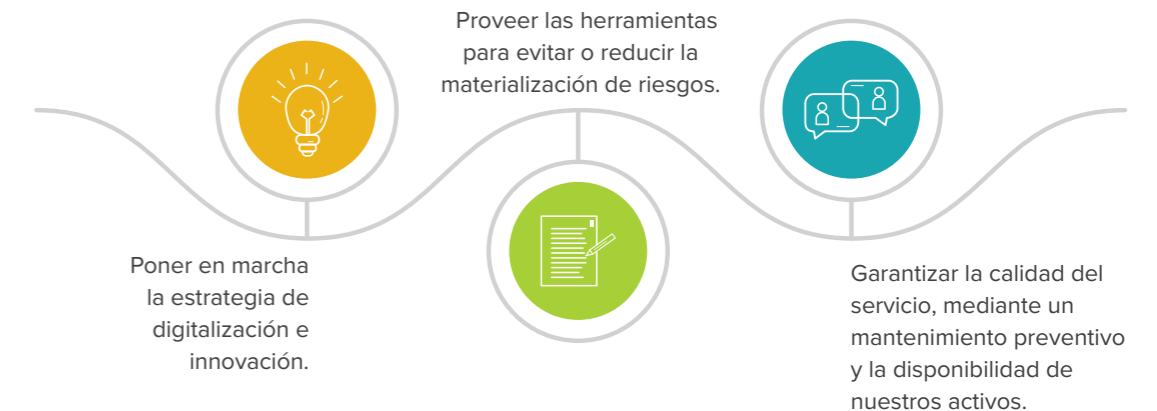 Proveer las herramientas
para evitar o reducir la
materialización de riesgos.
Poner en marcha
la estrategia de
digitalización e
innovación.
Garantizar la calidad del
servicio, mediante un
mantenimiento preventivo
y la disponibilidad de
nuestros activos.